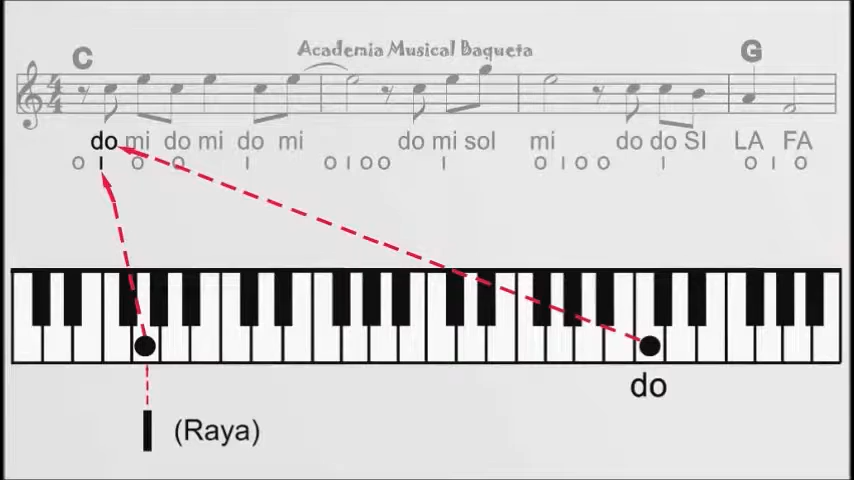 C Academia Musical Baqueta G
do mi do mi do mi do mi sol mi do do SI LA FA
O I O O I O I O O I O I O O I O I O
do
(Raya)